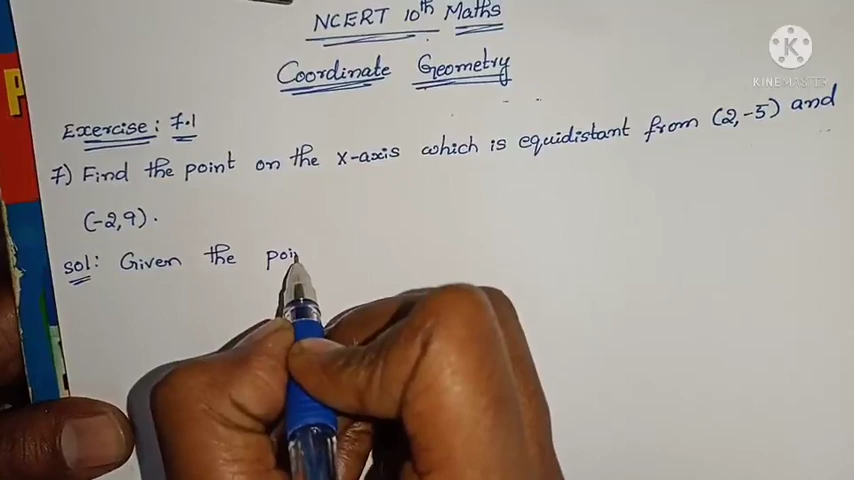 NCERT 10th Maths
Coordinate Geometry
Exercise: 7.1
7) Find the point on the x-axis which is equidistant from (2,-5) and
(-2,9).
sol: Given the poi
K
KINEMASTER
P